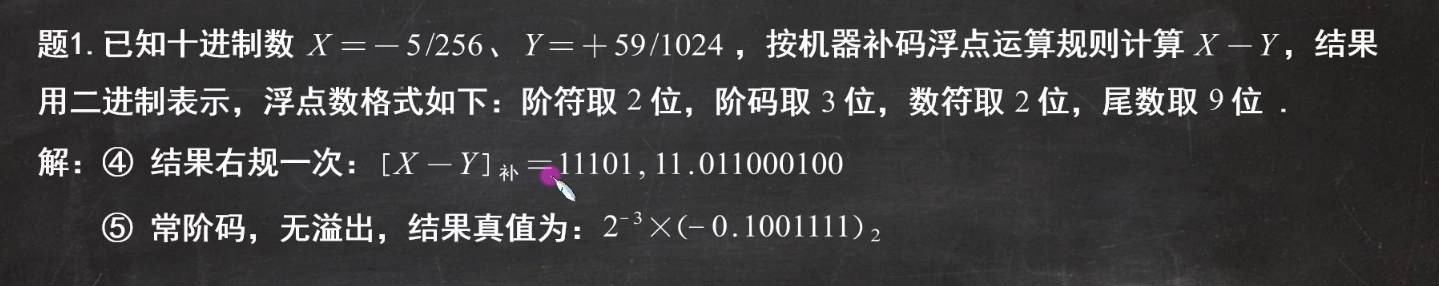 题1.已知十进制数 X=-5/256、Y=+59/1024，按机器补码浮点运算规则计算 X-Y，结果
用二进制表示，浮点数格式如下：阶符取 2 位，阶码取 3 位，数符取 2 位，尾数取 9 位 .
解：④ 结果右规一次：[X-Y]补=11101,11.011000100
⑤ 常阶码，无溢出，结果真值为：2⁻³×(-0.1001111)₂